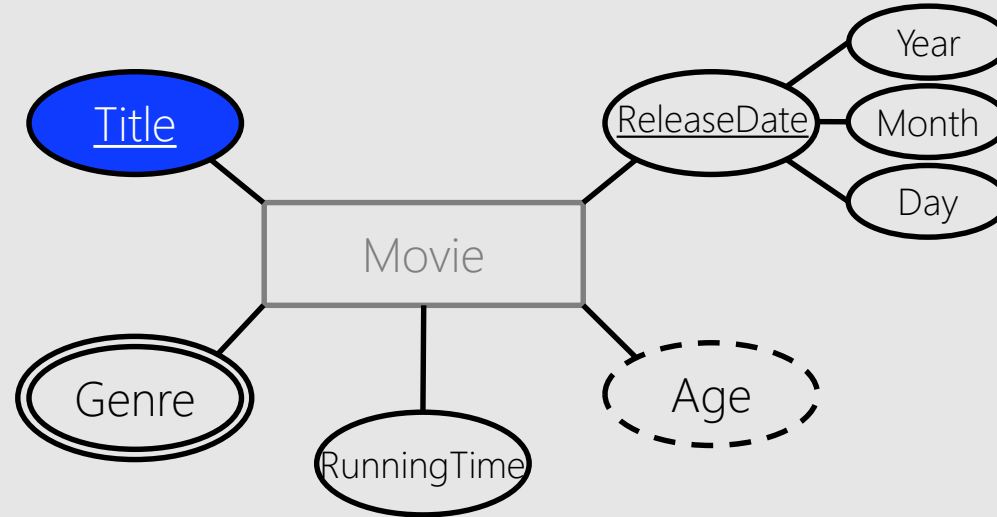 Year
Title
ReleaseDate
Month
Day
Movie
Genre
Age
RunningTime